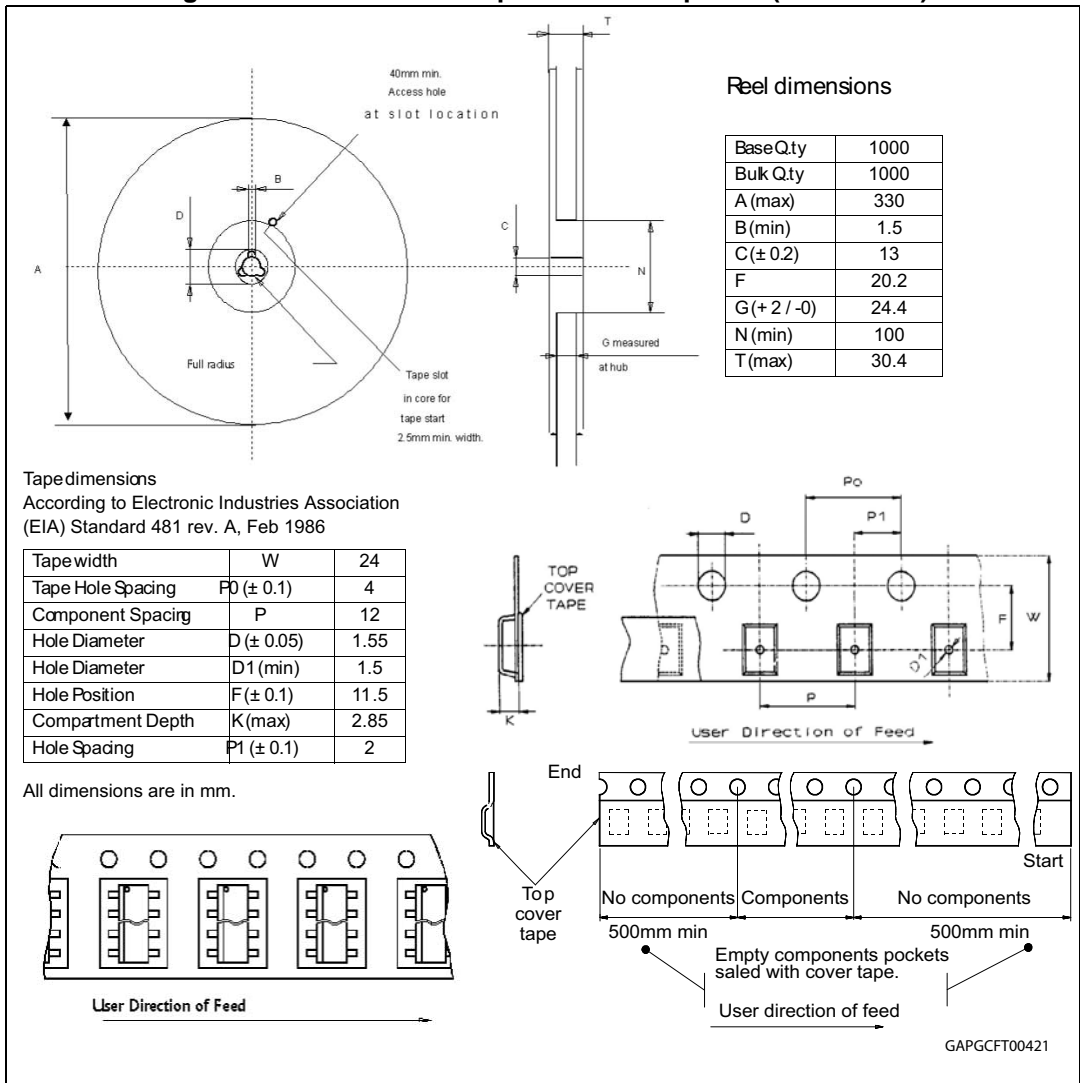 T
40mm min.
Access hole
at slot location
B
D
A
Full radius
Tape slot
in core for
tape start
2.5mm min. width.
C
N
G measured
at hub
Reel dimensions
Base Q.ty 1000
Bulk Q.ty 1000
A (max) 330
B (min) 1.5
C (± 0.2) 13
F 20.2
G (+ 2 / -0) 24.4
N (min) 100
T (max) 30.4
Tape dimensions
According to Electronic Industries Association
(EIA) Standard 481 rev. A, Feb 1986
Tape width W 24
Tape Hole Spacing P0 (± 0.1) 4
Component Spacing P 12
Hole Diameter D (± 0.05) 1.55
Hole Diameter D1 (min) 1.5
Hole Position F (± 0.1) 11.5
Compartment Depth K (max) 2.85
Hole Spacing P1 (± 0.1) 2
All dimensions are in mm.
Po
D
P1
TOP
COVER
TAPE
F
W
D1
P
K
User Direction of Feed
End
Start
Top
cover
tape
No components Components No components
500mm min 500mm min
Empty components pockets
saled with cover tape.
User direction of feed
User Direction of Feed
GAPGCFT00421